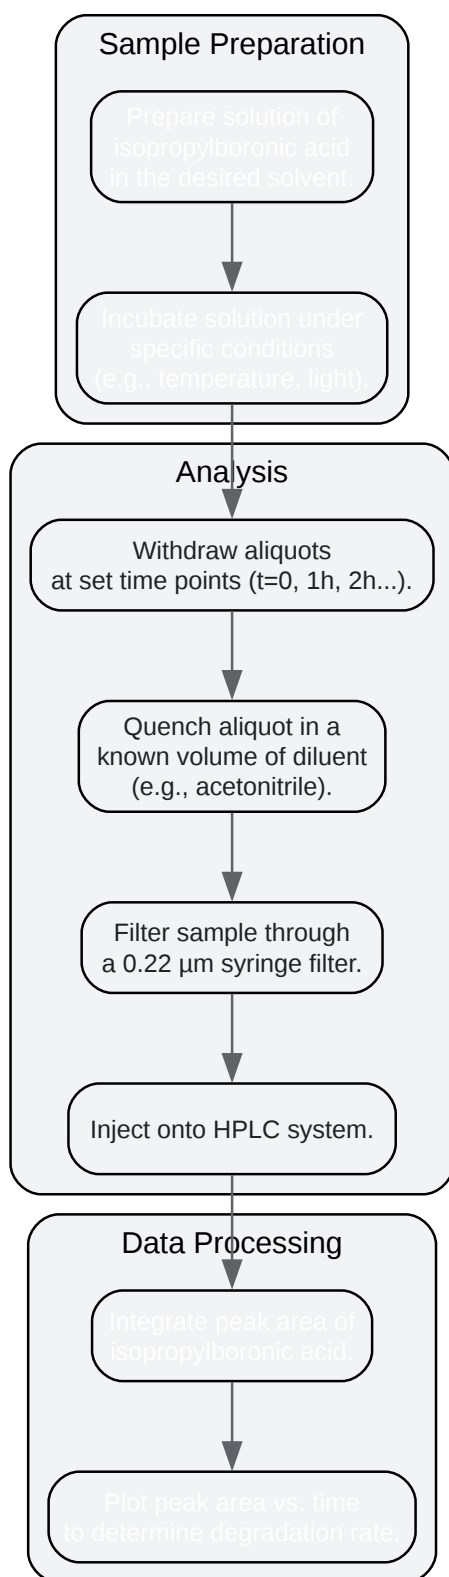 Sample Preparation
Prepare solution of
isopropylboronic acid
in the desired solvent.
Incubate solution under
specific conditions
(e.g., temperature, light).
Analysis
Withdraw aliquots
at set time points (t=0, 1h, 2h...).
Quench aliquot in a
known volume of diluent
(e.g., acetonitrile).
Filter sample through
a 0.22 µm syringe filter.
Inject onto HPLC system.
Data Processing
Integrate peak area of
isopropylboronic acid.
Plot peak area vs. time
to determine degradation rate.